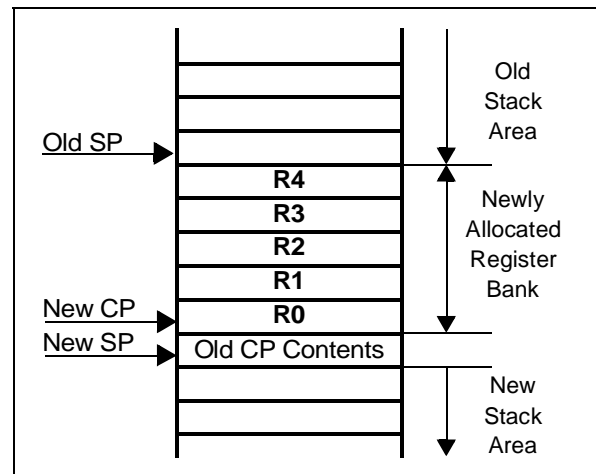 Old
Stack
Area
Old SP
R4
R3
R2
R1
R0
Newly
Allocated
Register
Bank
New CP
New SP
Old CP Contents
New
Stack
Area